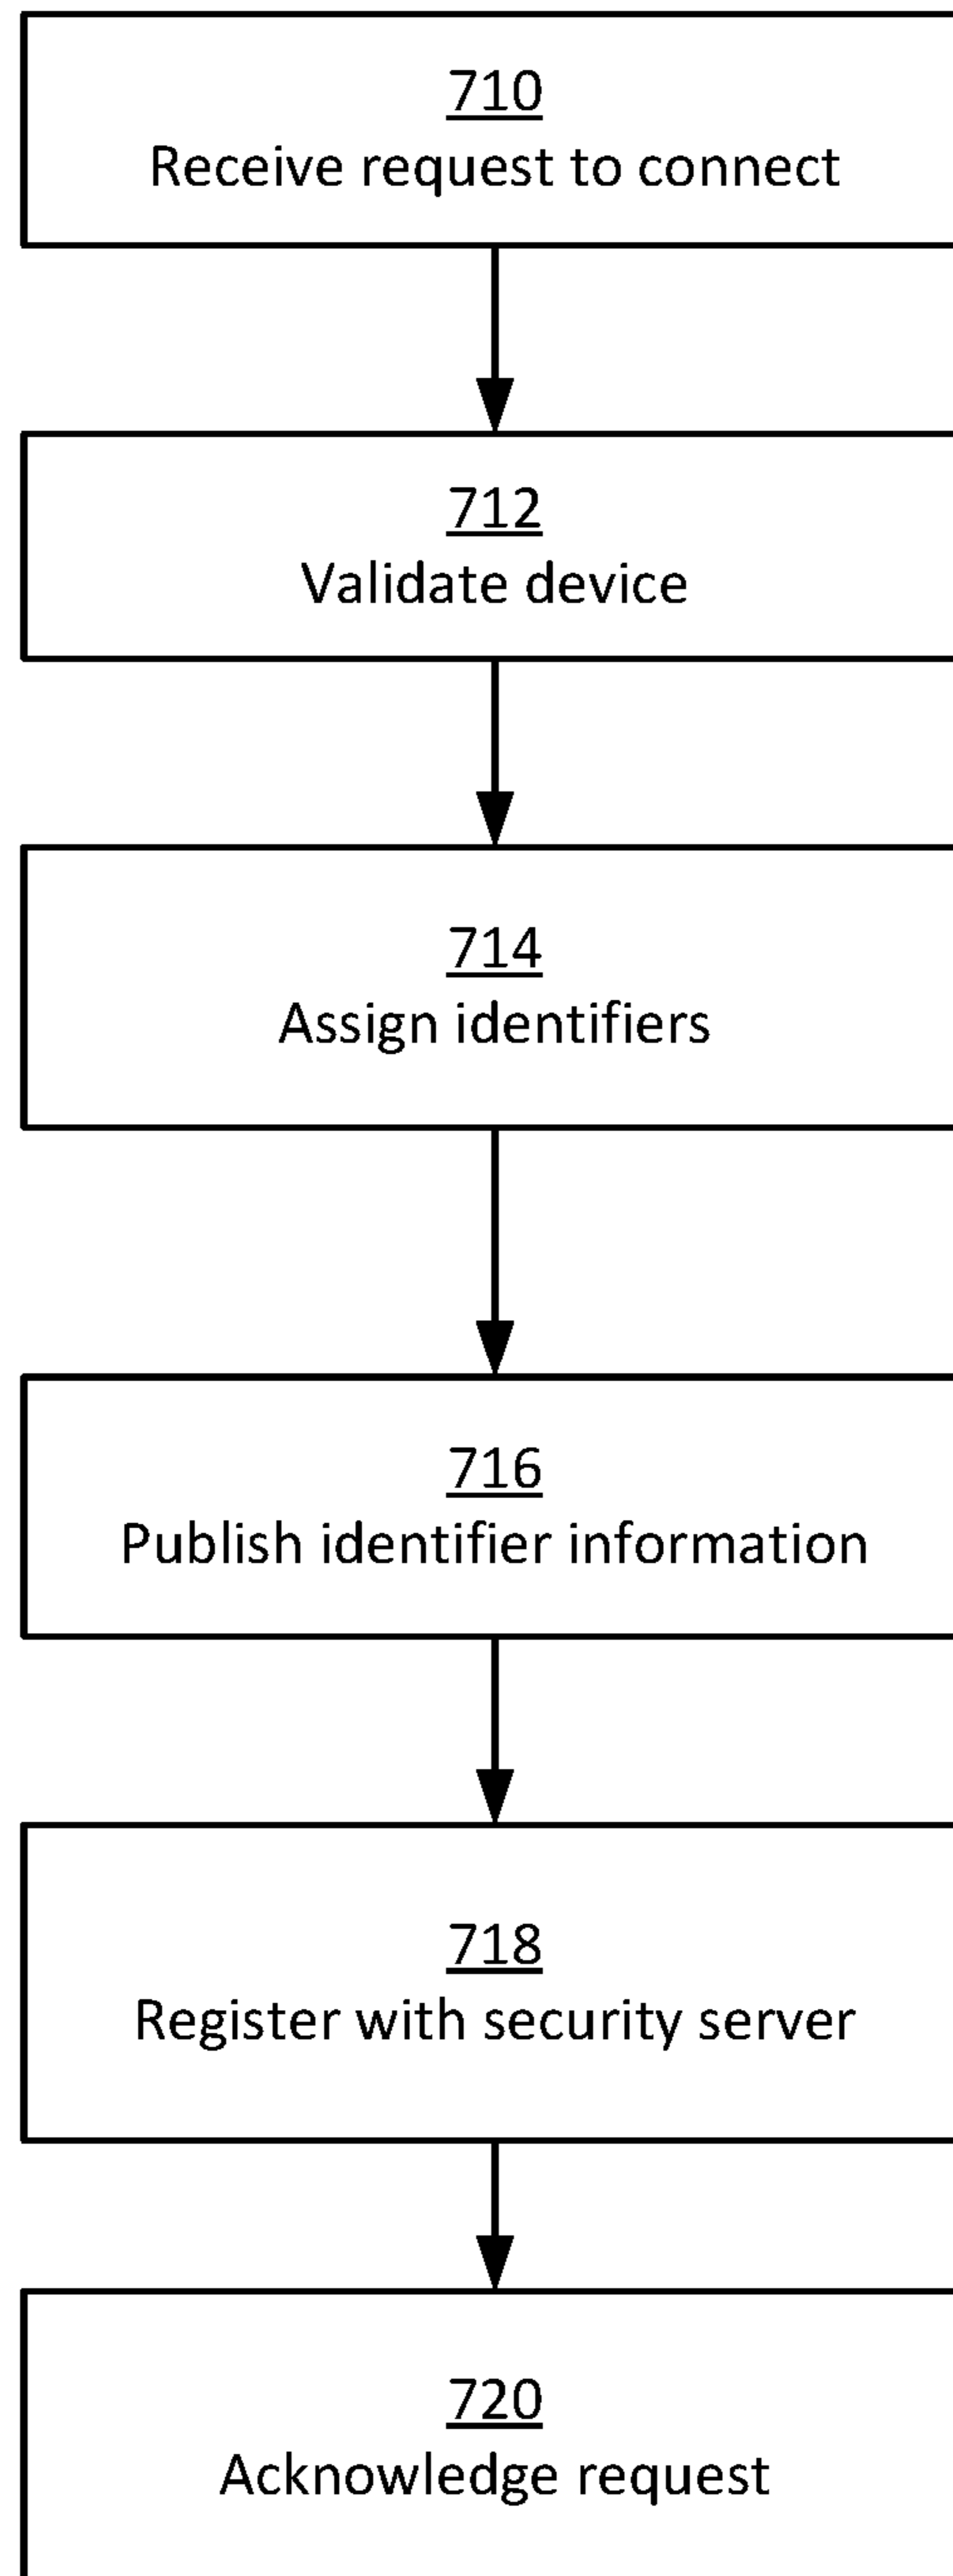 710
Receive request to connect
712
Validate device
714
Assign identifiers
716
Publish identifier information
718
Register with security server
720
Acknowledge request